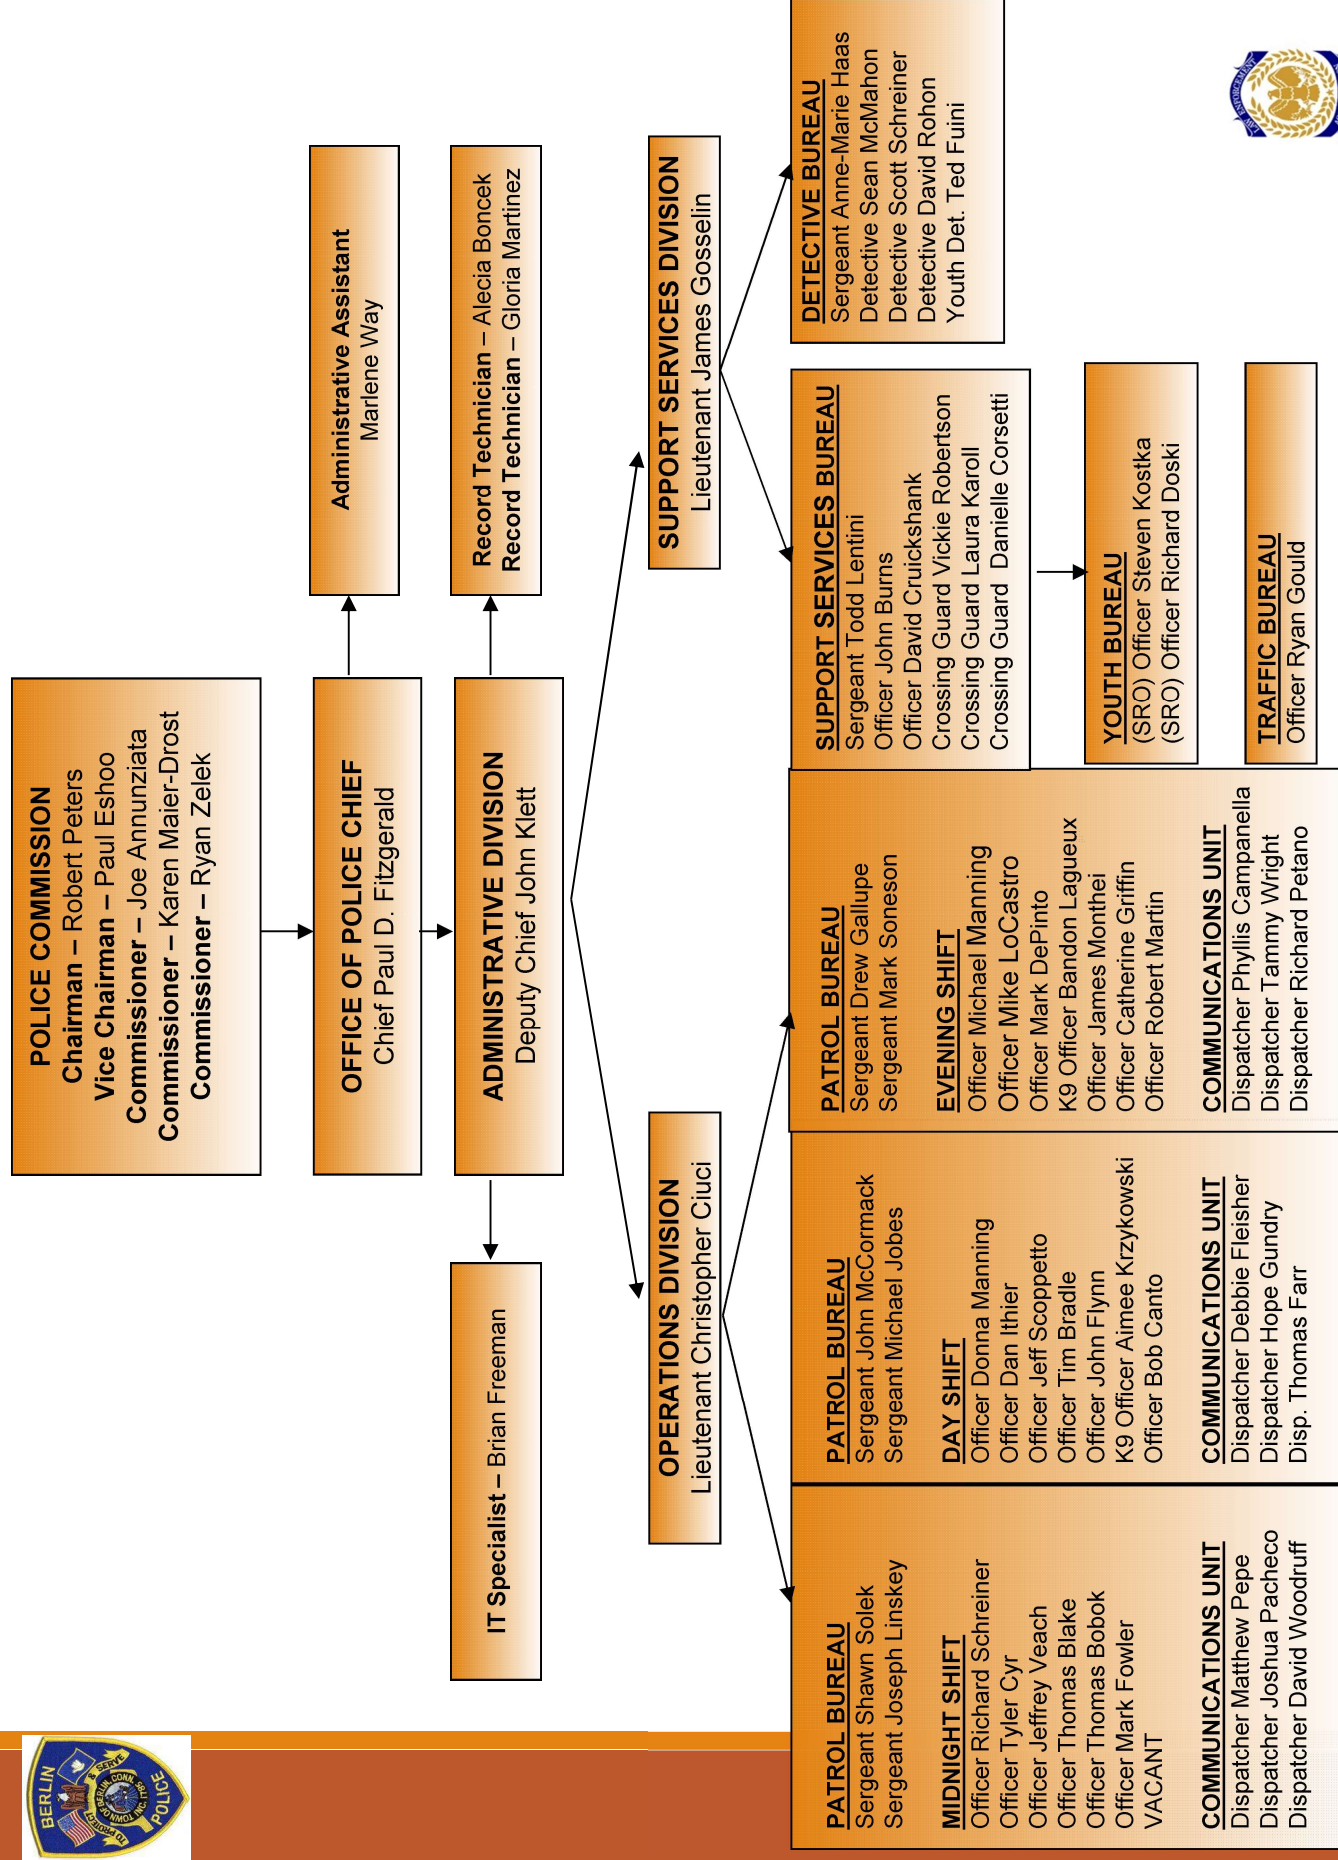 POLICE COMMISSION
Chairman – Robert Peters
Vice Chairman – Paul Eshoo
Commissioner – Joe Annunziata
Commissioner – Karen Maier-Drost
Commissioner – Ryan Zelek
OFFICE OF POLICE CHIEF
Chief Paul D. Fitzgerald
Administrative Assistant
Marlene Way
ADMINISTRATIVE DIVISION
Deputy Chief John Klett
IT Specialist – Brian Freeman
Record Technician – Alecia Boncek
Record Technician – Gloria Martinez
OPERATIONS DIVISION
Lieutenant Christopher Ciuci
SUPPORT SERVICES DIVISION
Lieutenant James Gosselin
PATROL BUREAU
Sergeant Shawn Solek
Sergeant Joseph Linskey
MIDNIGHT SHIFT
Officer Richard Schreiner
Officer Tyler Cyr
Officer Jeffrey Veach
Officer Thomas Blake
Officer Thomas Bobok
Officer Mark Fowler
VACANT
COMMUNICATIONS UNIT
Dispatcher Matthew Pepe
Dispatcher Joshua Pacheco
Dispatcher David Woodruff
PATROL BUREAU
Sergeant John McCormack
Sergeant Michael Jobes
DAY SHIFT
Officer Donna Manning
Officer Dan Ithier
Officer Jeff Scoppetto
Officer Tim Bradle
Officer John Flynn
K9 Officer Aimee Krzykowski
Officer Bob Canto
COMMUNICATIONS UNIT
Dispatcher Debbie Fleisher
Dispatcher Hope Gundry
Disp. Thomas Farr
PATROL BUREAU
Sergeant Drew Gallupe
Sergeant Mark Soneson
EVENING SHIFT
Officer Michael Manning
Officer Mike LoCastro
Officer Mark DePinto
K9 Officer Bandon Lagueux
Officer James Monthei
Officer Catherine Griffin
Officer Robert Martin
COMMUNICATIONS UNIT
Dispatcher Phyllis Campanella
Dispatcher Tammy Wright
Dispatcher Richard Petano
SUPPORT SERVICES BUREAU
Sergeant Todd Lentini
Officer John Burns
Officer David Cruickshank
Crossing Guard Vickie Robertson
Crossing Guard Laura Karoll
Crossing Guard Danielle Corsetti
YOUTH BUREAU
(SRO) Officer Steven Kostka
(SRO) Officer Richard Doski
TRAFFIC BUREAU
Officer Ryan Gould
DETECTIVE BUREAU
Sergeant Anne-Marie Haas
Detective Sean McMahon
Detective Scott Schreiner
Detective David Rohon
Youth Det. Ted Fuini
BERLIN
TO PROTECT & SERVE
TOWN OF BERLIN, CONN.
INC. 1785
POLICE
LAW ENFORCEMENT